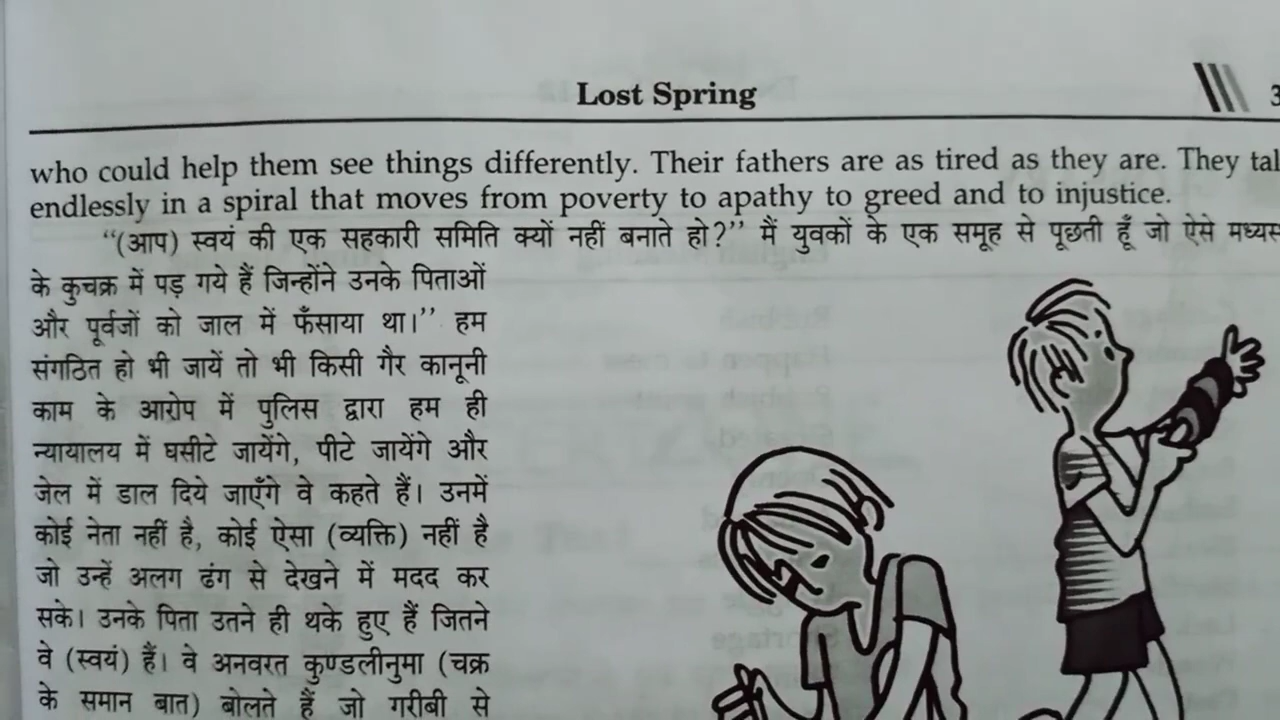 Lost Spring
who could help them see things differently. Their fathers are as tired as they are. They
endlessly in a spiral that moves from poverty to apathy to greed and to injustice.
“(आप) स्वयं की एक सहकारी समिति क्यों नहीं बनाते हो?” मैं युवकों के एक समूह से पूछती हूँ जो ऐसे
के कुचक्र में पड़ गये हैं जिन्होंने उनके पिताओं
और पूर्वजों को जाल में फँसाया था।” हम
संगठित हो भी जायें तो भी किसी गैर कानूनी
काम के आरोप में पुलिस द्वारा हम ही
न्यायालय में घसीटे जायेंगे, पीटे जायेंगे और
जेल में डाल दिये जाएँगे वे कहते हैं। उनमें
कोई नेता नहीं है, कोई ऐसा (व्यक्ति) नहीं है
जो उन्हें अलग ढंग से देखने में मदद कर
सके। उनके पिता उतने ही थके हुए हैं जितने
वे (स्वयं) हैं। वे अनवरत कुण्डलीनुमा (चक्र
के समान बात) बोलते हैं जो गरीबी से